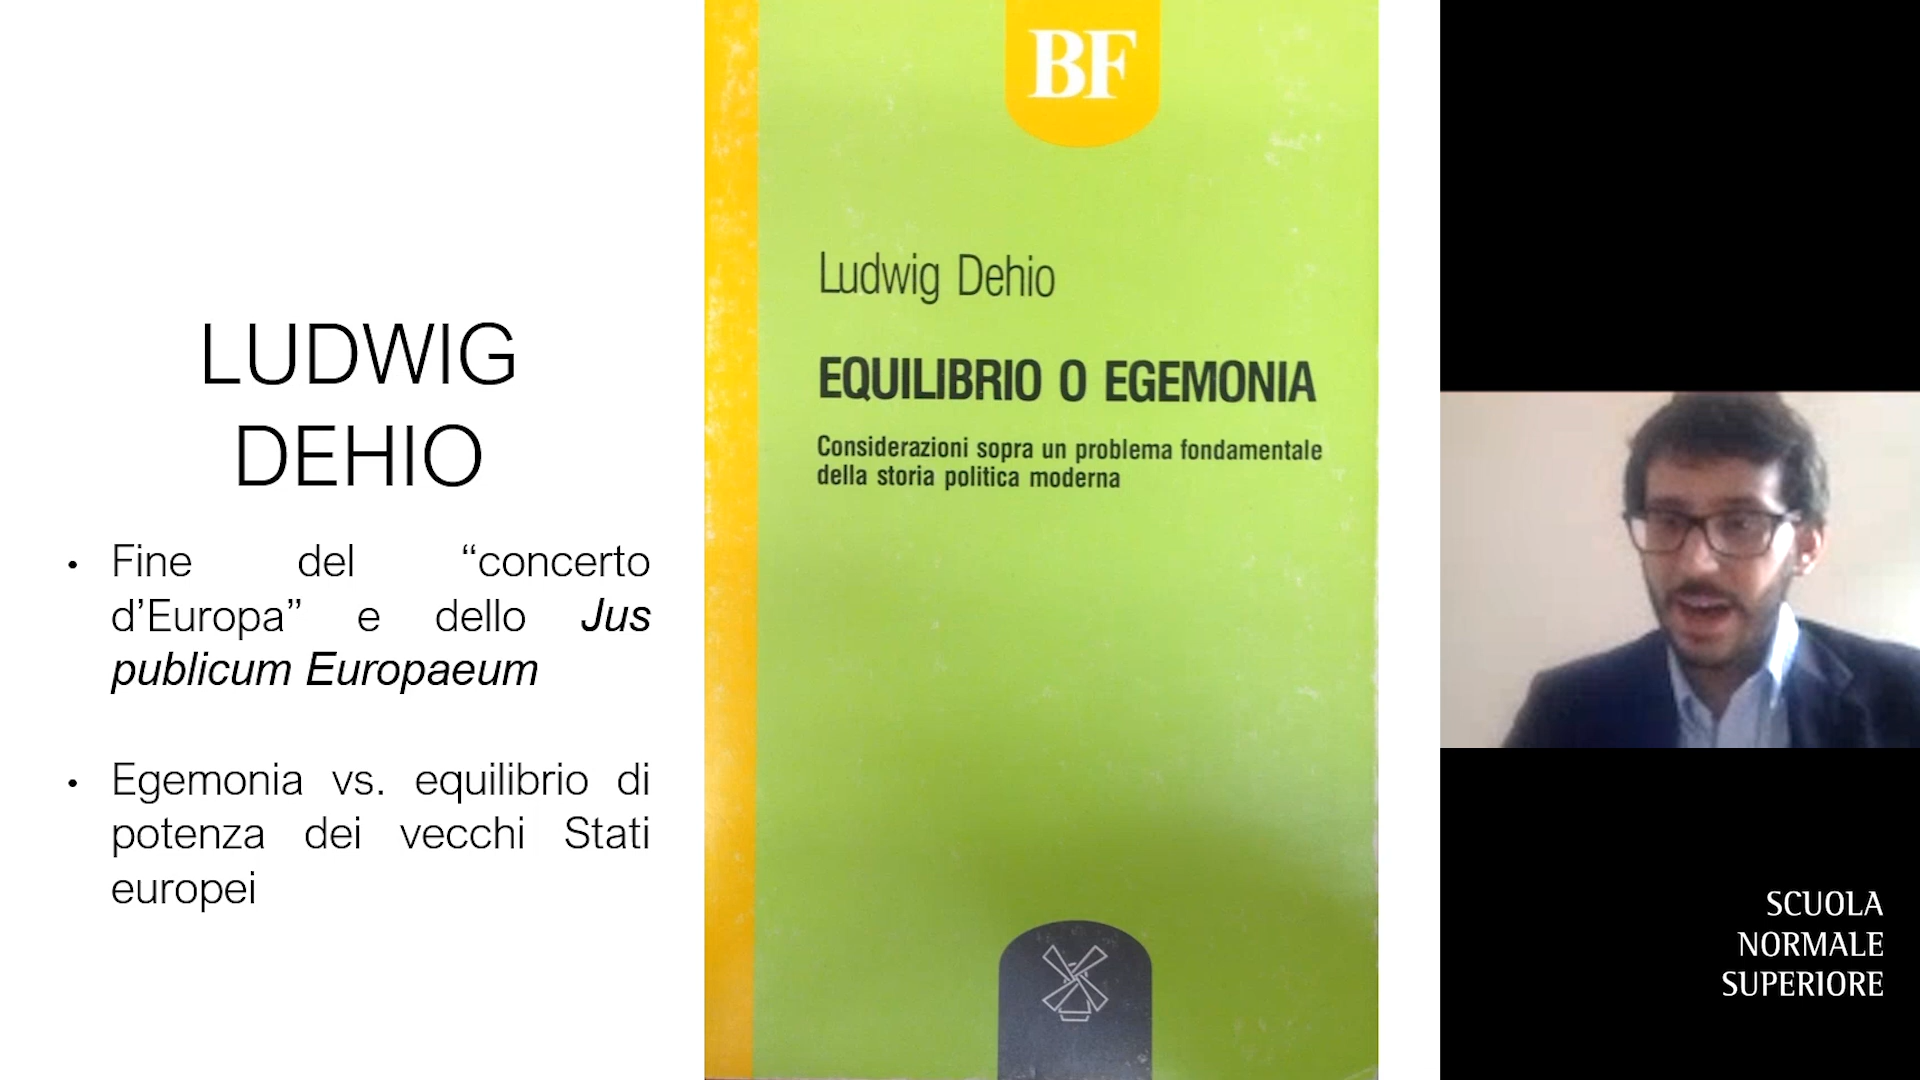 LUDWIG
DEHIO
• Fine del “concerto
d’Europa” e dello Jus
publicum Europaeum
• Egemonia vs. equilibrio di
potenza dei vecchi Stati
europei
BF
Ludwig Dehio
EQUILIBRIO O EGEMONIA
Considerazioni sopra un problema fondamentale
della storia politica moderna
SCUOLA
NORMALE
SUPERIORE